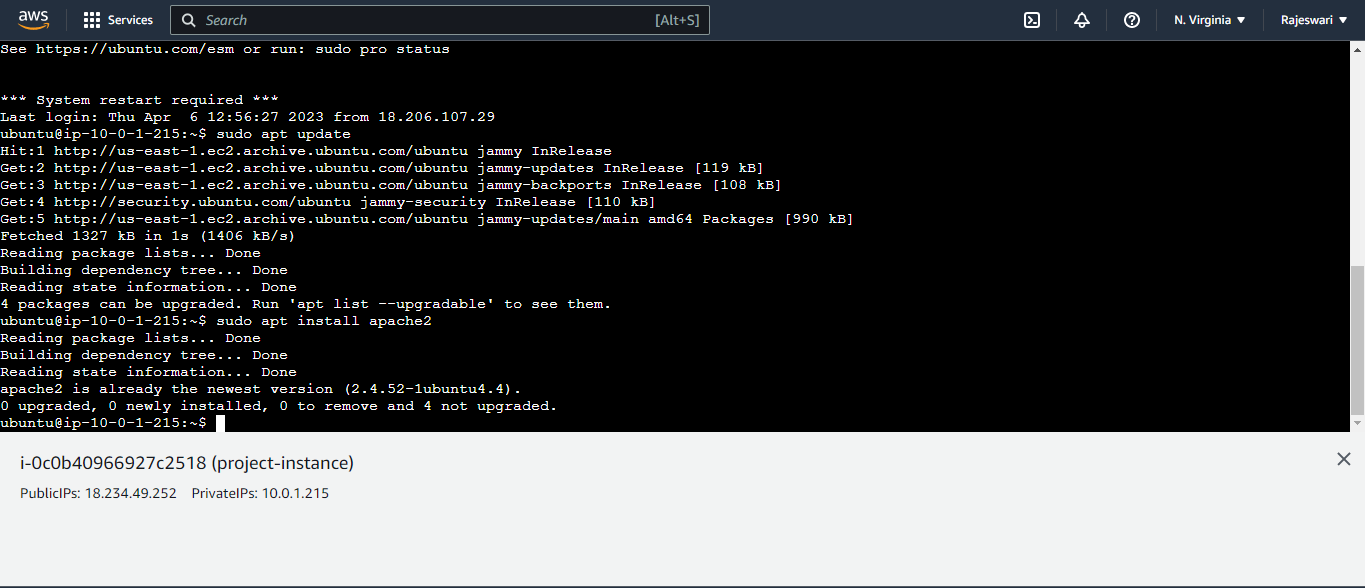 aws Services Search [Alt+S] N. Virginia Rajeswari
See https://ubuntu.com/esm or run: sudo pro status
*** System restart required ***
Last login: Thu Apr  6 12:56:27 2023 from 18.206.107.29
ubuntu@ip-10-0-1-215:~$ sudo apt update
Hit:1 http://us-east-1.ec2.archive.ubuntu.com/ubuntu jammy InRelease
Get:2 http://us-east-1.ec2.archive.ubuntu.com/ubuntu jammy-updates InRelease [119 kB]
Get:3 http://us-east-1.ec2.archive.ubuntu.com/ubuntu jammy-backports InRelease [108 kB]
Get:4 http://security.ubuntu.com/ubuntu jammy-security InRelease [110 kB]
Get:5 http://us-east-1.ec2.archive.ubuntu.com/ubuntu jammy-updates/main amd64 Packages [990 kB]
Fetched 1327 kB in 1s (1406 kB/s)
Reading package lists... Done
Building dependency tree... Done
Reading state information... Done
4 packages can be upgraded. Run 'apt list --upgradable' to see them.
ubuntu@ip-10-0-1-215:~$ sudo apt install apache2
Reading package lists... Done
Building dependency tree... Done
Reading state information... Done
apache2 is already the newest version (2.4.52-1ubuntu4.4).
0 upgraded, 0 newly installed, 0 to remove and 4 not upgraded.
ubuntu@ip-10-0-1-215:~$
i-0c0b40966927c2518 (project-instance)
PublicIPs: 18.234.49.252 PrivateIPs: 10.0.1.215